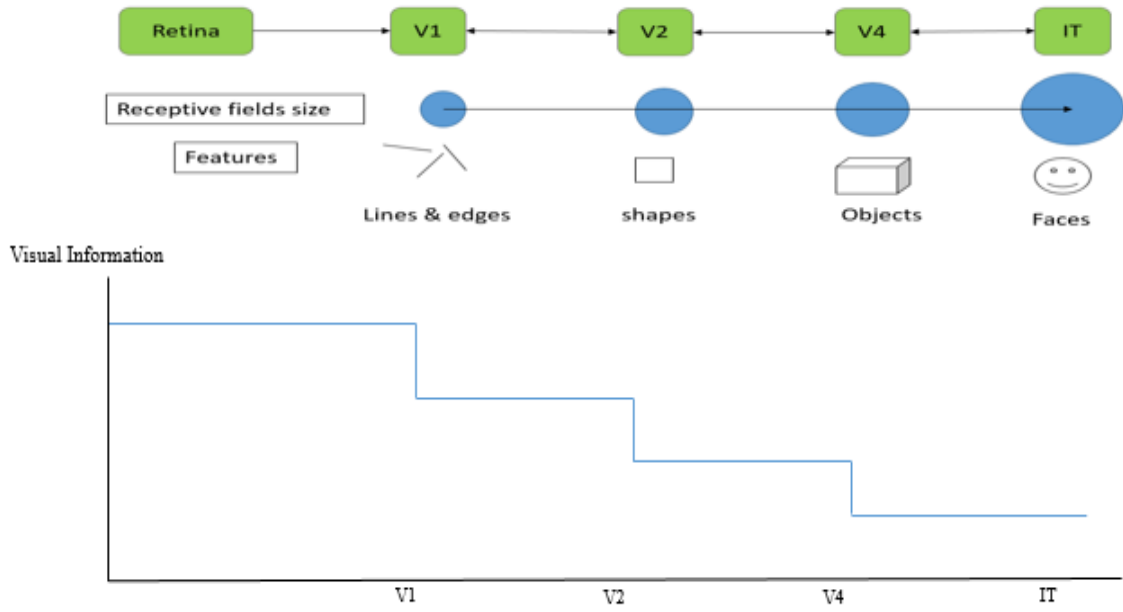 Retina V1 V2 V4 IT
Receptive fields size
Features
Lines & edges shapes Objects Faces
Visual Information
V1 V2 V4 IT